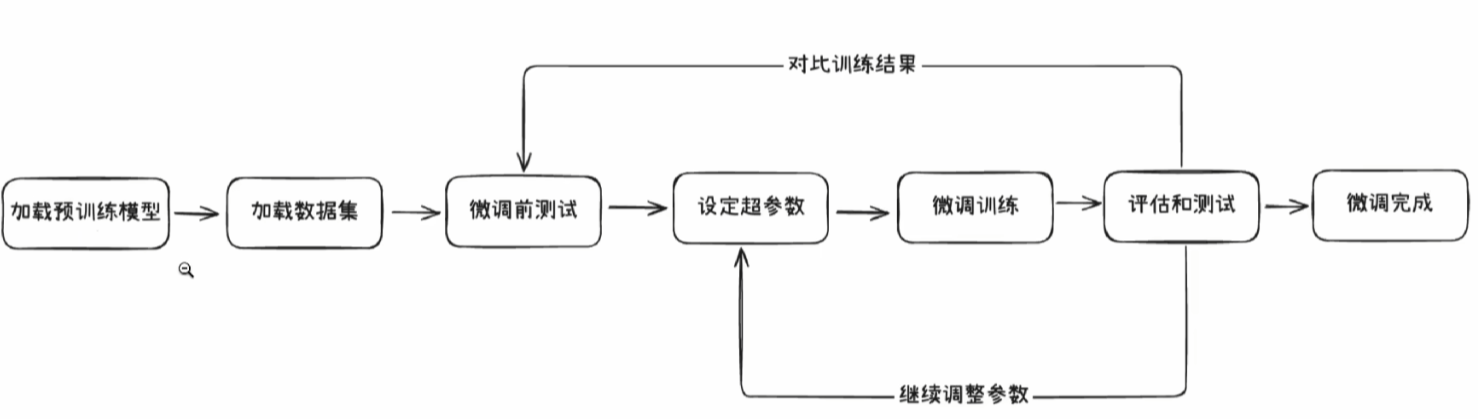 对比训练结果
加载预训练模型
加载数据集
微调前测试
设定超参数
微调训练
评估和测试
微调完成
继续调整参数